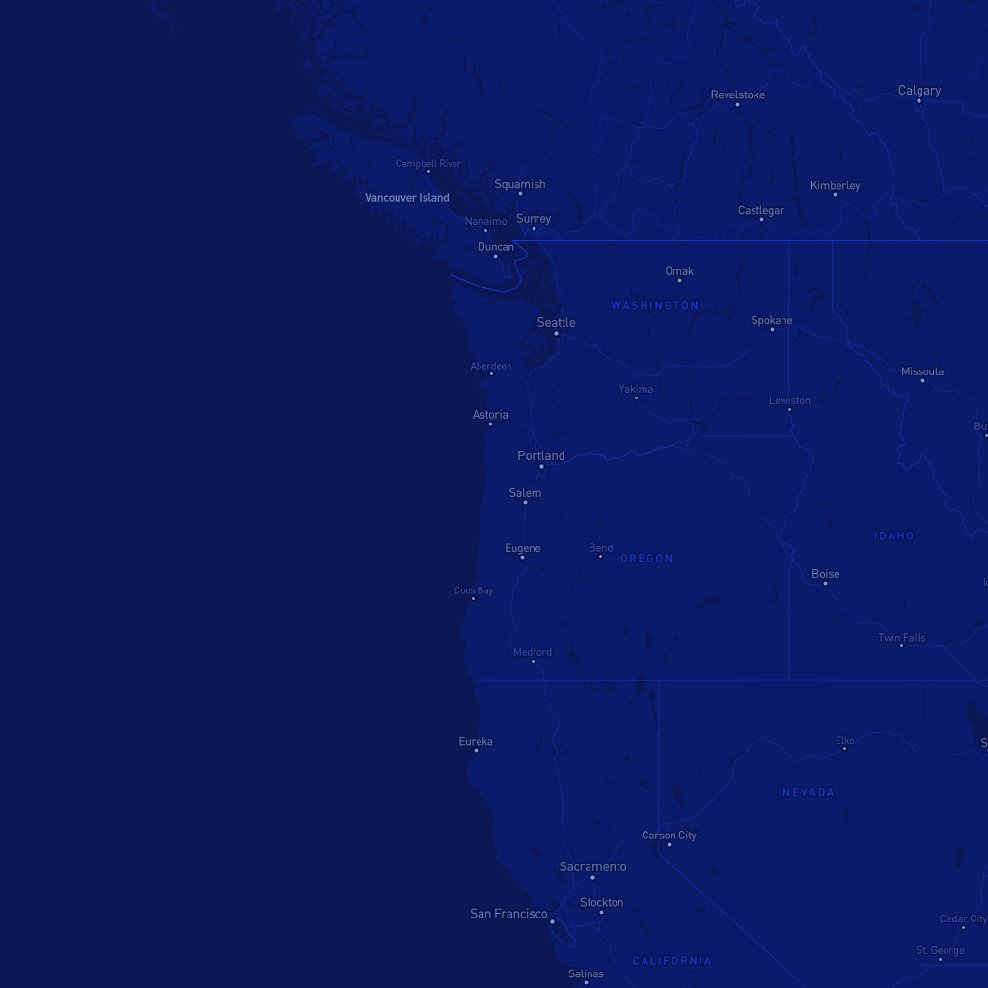 Calgary
Revelstoke
Campbell River
Squamish
Kimberley
Vancouver Island
Castlegar
Surrey
Nanaimo
Duncan
Omak
WASHINGTON
Spokane
Seattle
Aberdeen
Missoula
Yakima
Lewiston
Astoria
Bu
Portland
Salem
IDAHO
Eugene
Bend
OREGON
Boise
Coos Bay
Twin Falls
Medford
Eureka
Elko
S
NEVADA
Carson City
Sacramento
Stockton
San Francisco
Cedar City
St. George
CALIFORNIA
Salinas